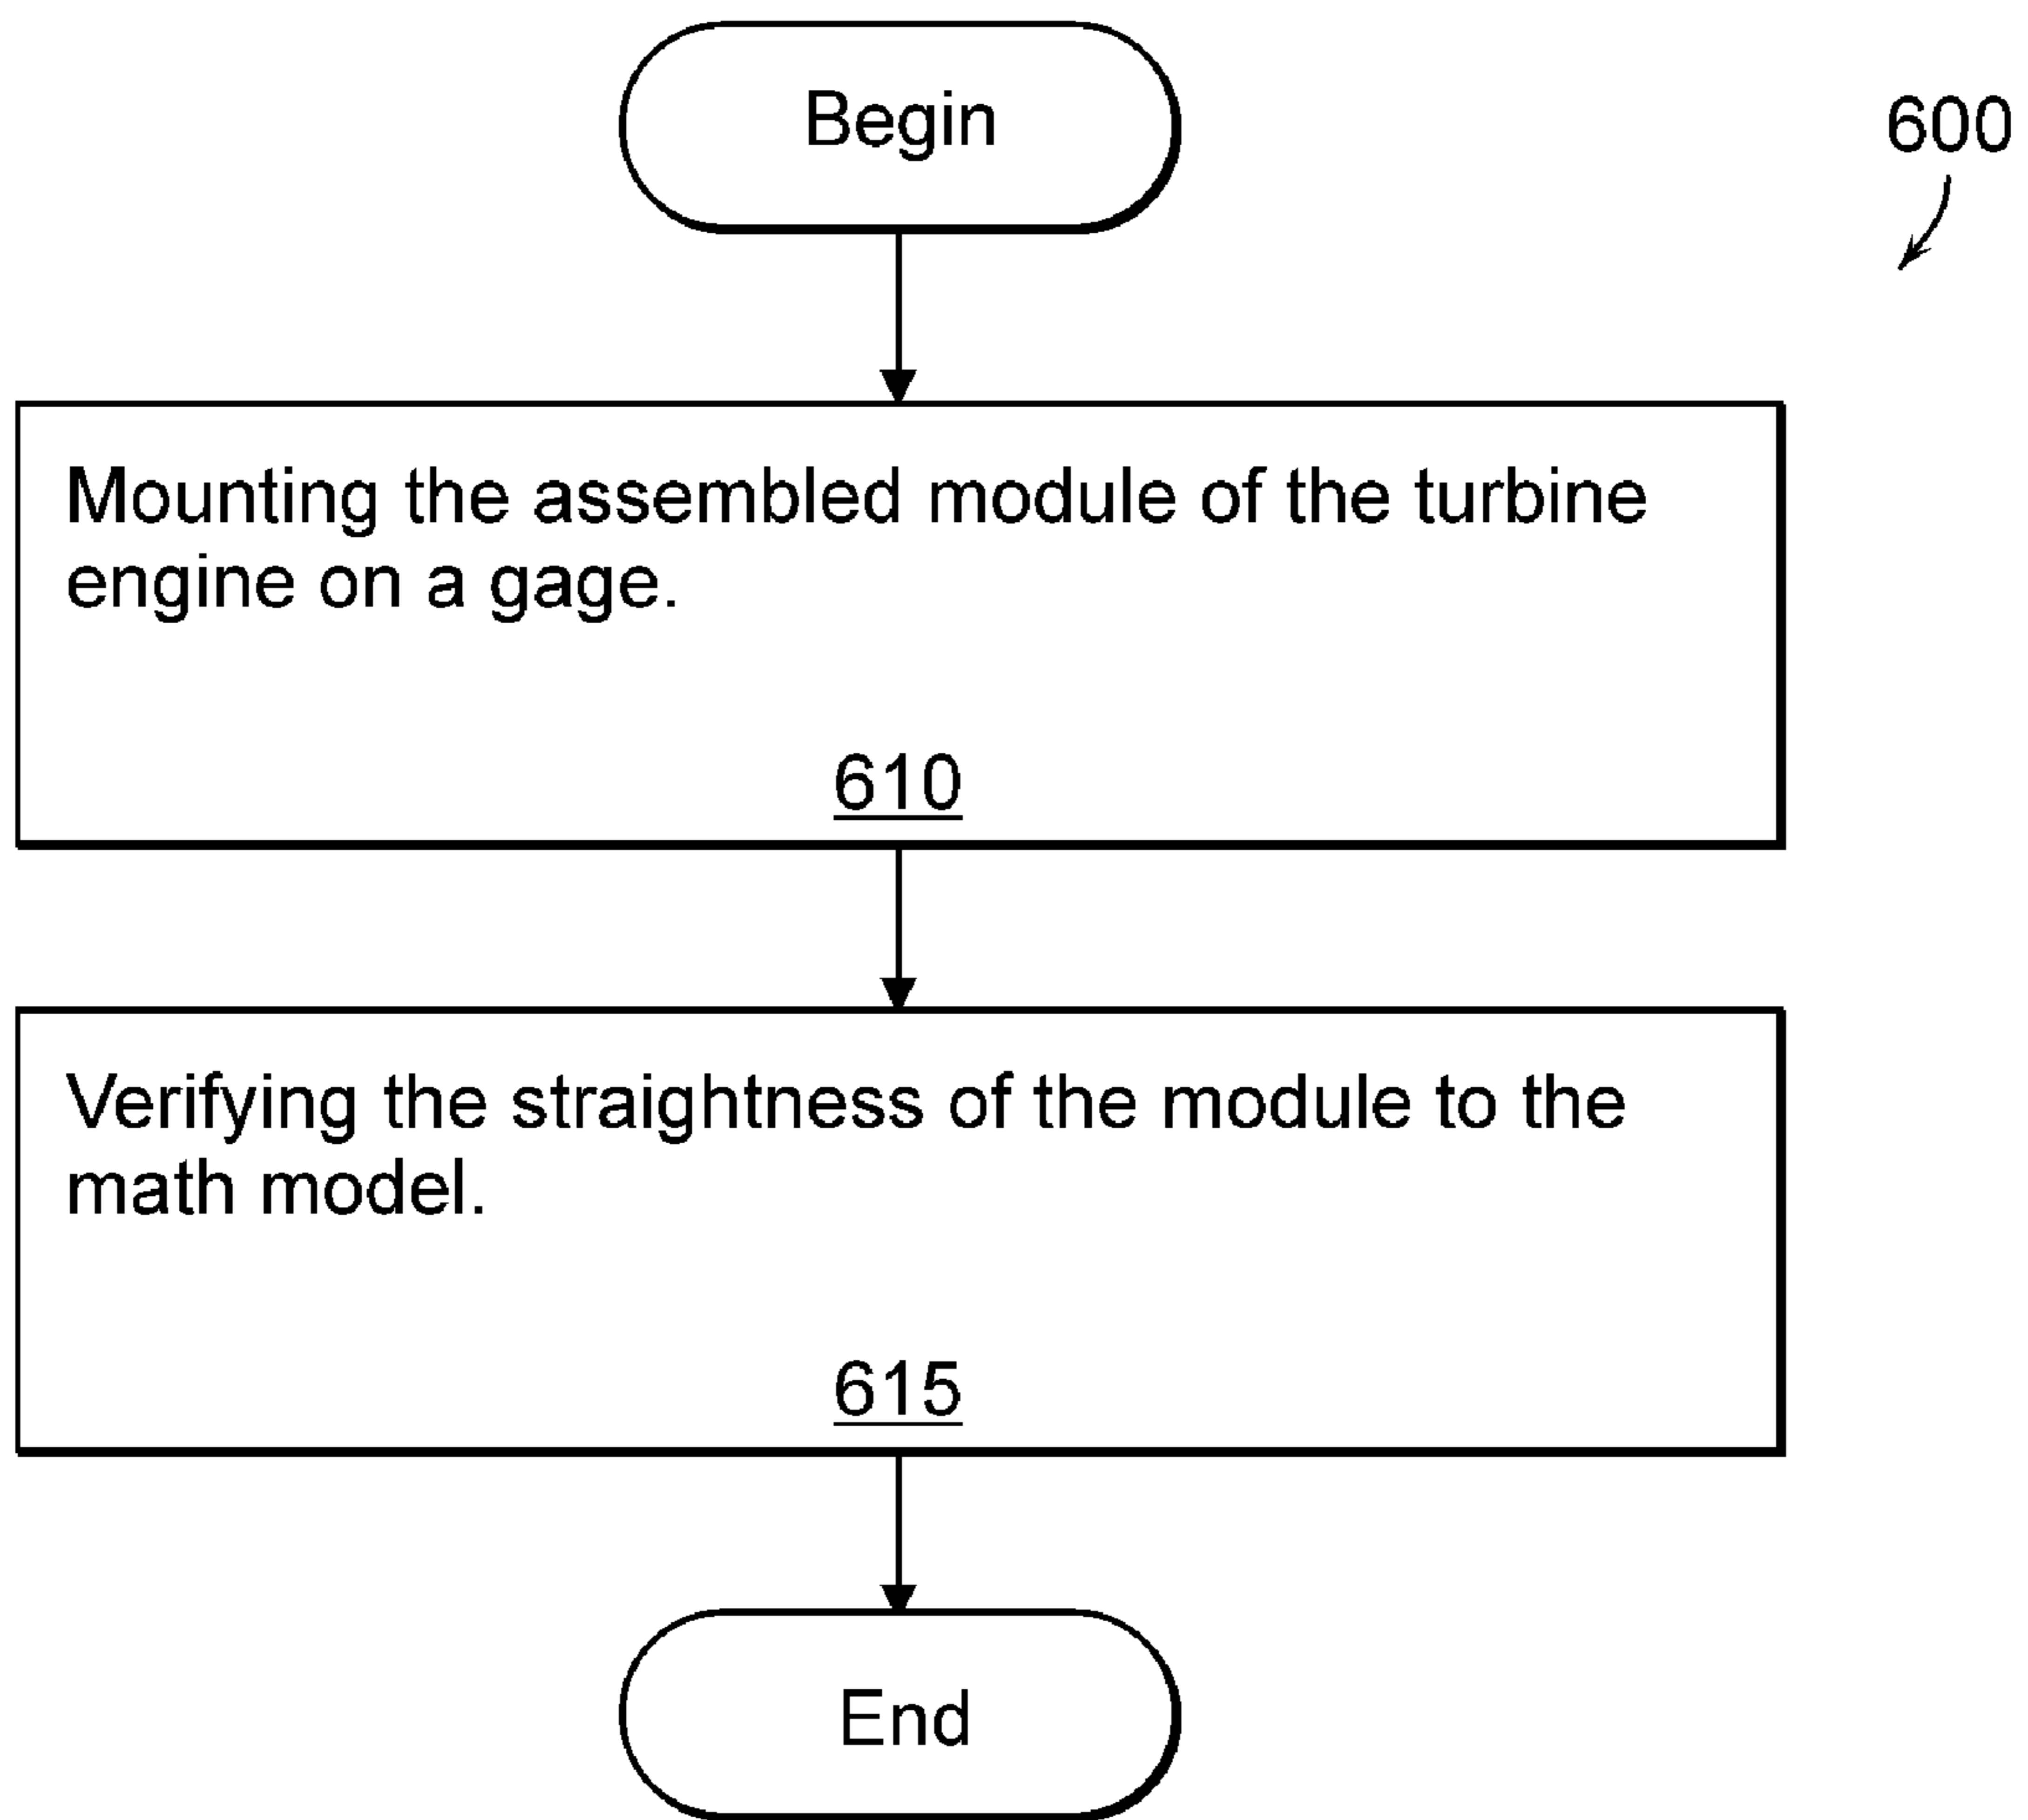 Begin
600
Mounting the assembled module of the turbine
engine on a gage.
610
Verifying the straightness of the module to the
math model.
615
End